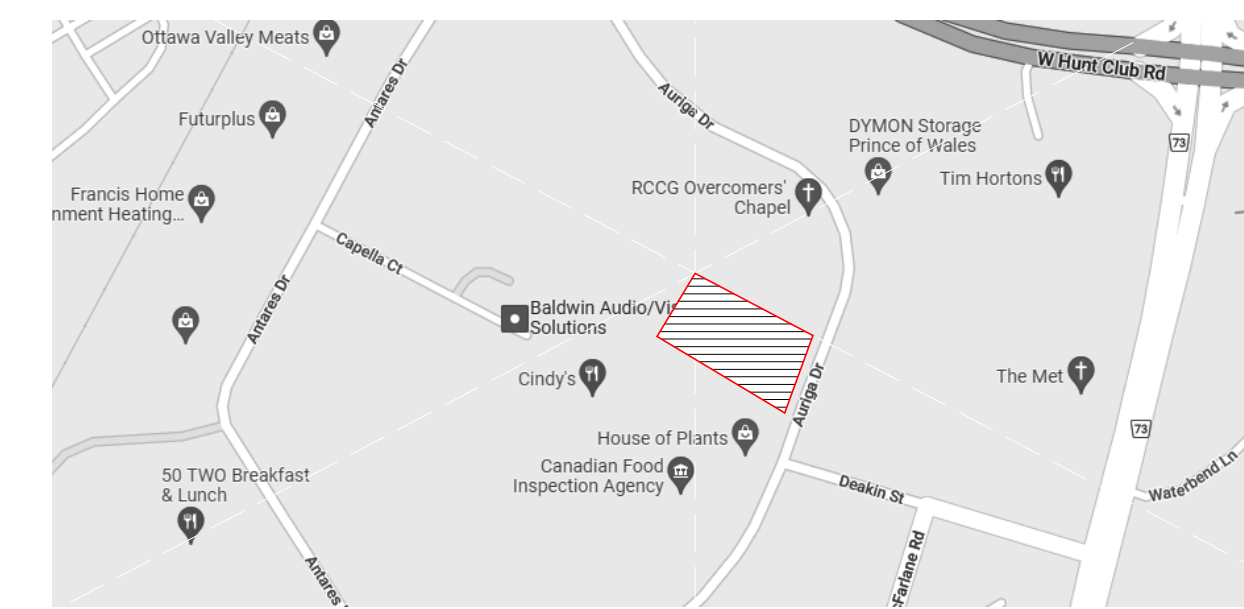 Ottawa Valley Meats
Antares Dr
Auriga Dr
W Hunt Club Rd
Futurplus
DYMON Storage
Prince of Wales
73
Tim Hortons
RCCG Overcomers'
Chapel
Francis Home
nment Heating...
Capella Ct
Antares Dr
Baldwin Audio/Vis
Solutions
Cindy's
The Met
Auriga Dr
House of Plants
73
Canadian Food
Inspection Agency
50 TWO Breakfast
& Lunch
Deakin St
Waterbend Ln
cFarlane Rd
Antares